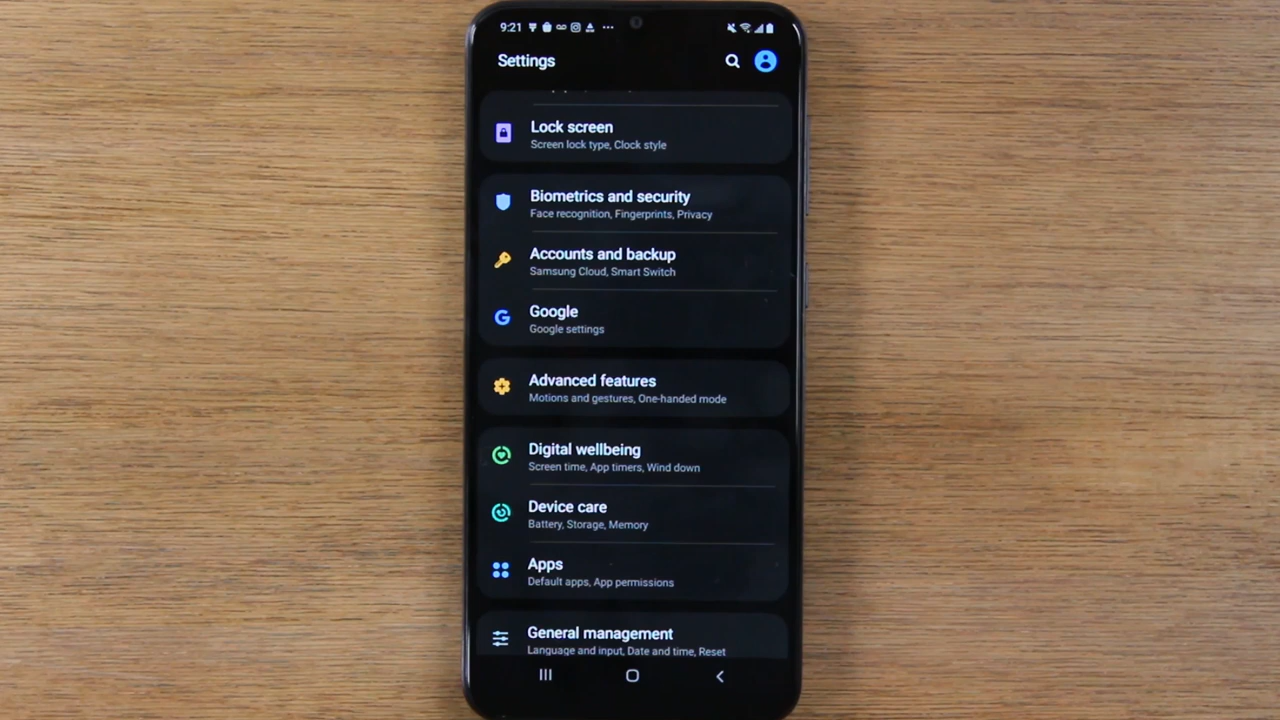 9:21
Settings
Lock screen
Screen lock type, Clock style
Biometrics and security
Face recognition, Fingerprints, Privacy
Accounts and backup
Samsung Cloud, Smart Switch
Google
Google settings
Advanced features
Motions and gestures, One-handed mode
Digital wellbeing
Screen time, App timers, Wind down
Device care
Battery, Storage, Memory
Apps
Default apps, App permissions
General management
Language and input, Date and time, Reset